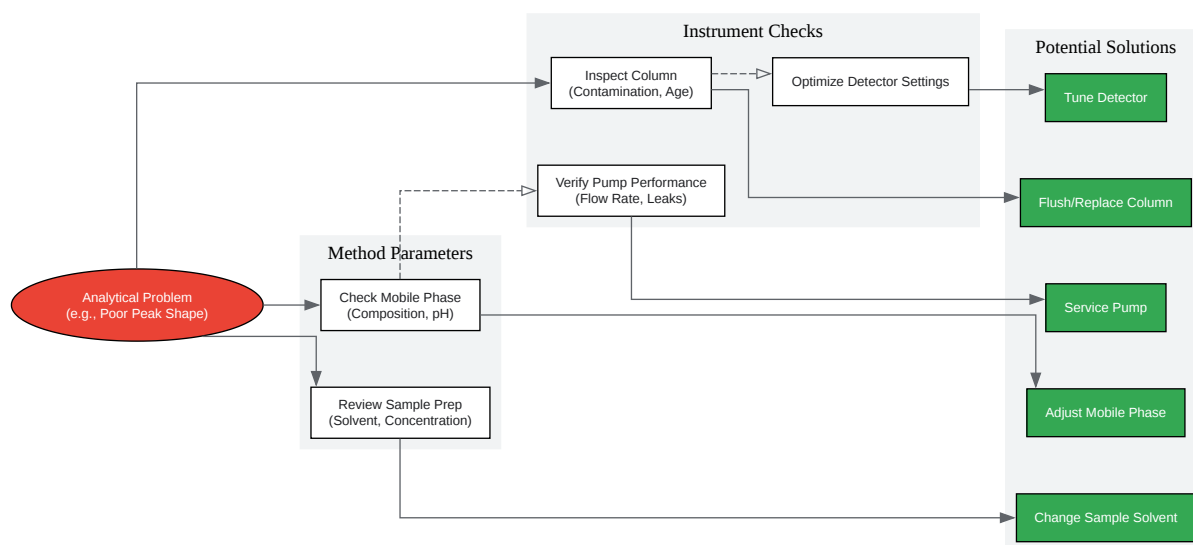 Instrument Checks
Inspect Column
(Contamination, Age)
Optimize Detector Settings
Verify Pump Performance
(Flow Rate, Leaks)
Potential Solutions
Tune Detector
Flush/Replace Column
Service Pump
Adjust Mobile Phase
Change Sample Solvent
Method Parameters
Check Mobile Phase
(Composition, pH)
Review Sample Prep
(Solvent, Concentration)
Analytical Problem
(e.g., Poor Peak Shape)